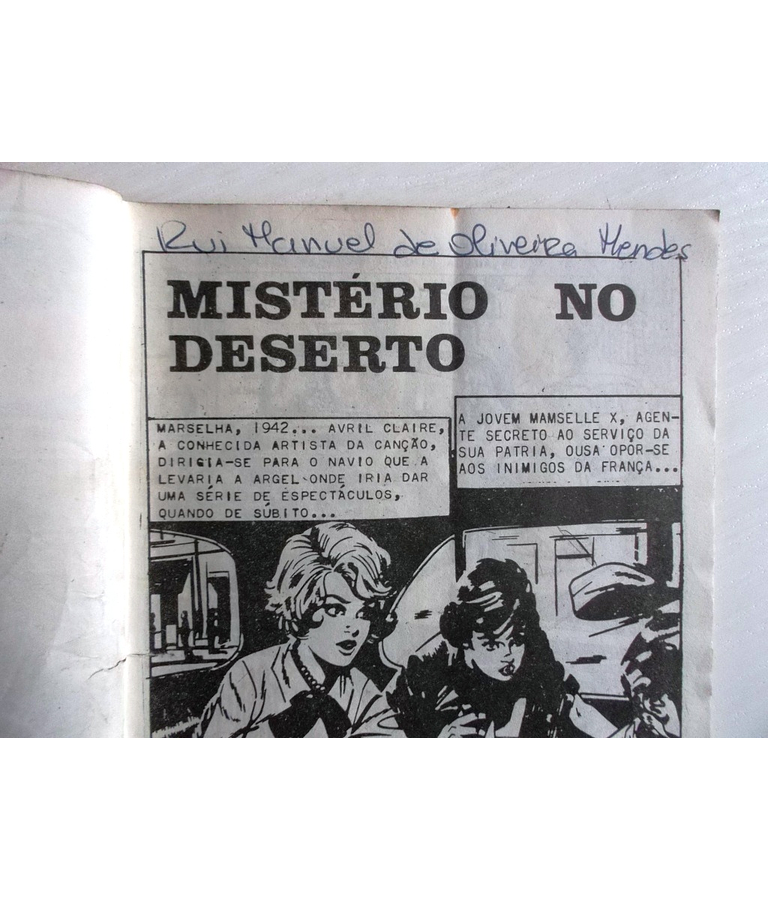 Rui Manuel de Oliveira Mendes
MISTÉRIO NO
DESERTO
MARSELHA, 1942... AVRIL CLAIRE,
A CONHECIDA ARTISTA DA CANÇÃO,
DIRIGIA-SE PARA O NAVIO QUE A
LEVARIA A ARGEL ONDE IRIA DAR
UMA SÉRIE DE ESPECTÁCULOS,
QUANDO DE SÚBITO...
A JOVEM MAMSELLE X, AGEN-
TE SECRETO AO SERVIÇO DA
SUA PATRIA, OUSA OPOR-SE
AOS INIMIGOS DA FRANÇA...